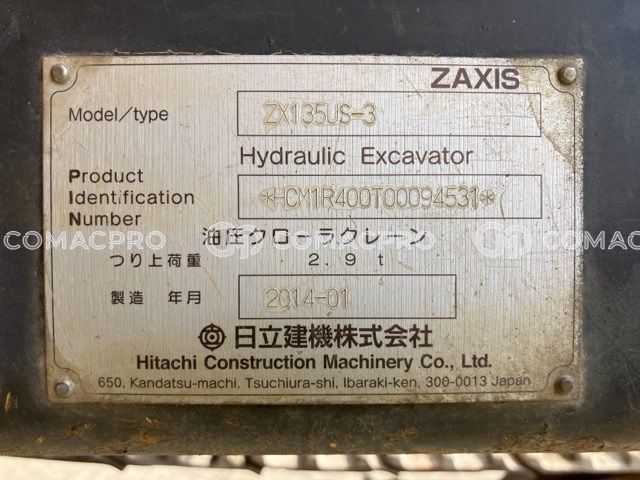 ZAXIS
Model/type ZX135US-3
Hydraulic Excavator
Product
Identification *HCM1R400T00094531*
Number
COMACPRO COMACPRO COMACPRO
油圧クローラクレーン
つり上荷重 2.9 t
製造 年月 2014-01
日立建機株式会社
Hitachi Construction Machinery Co., Ltd.
650, Kandatsu-machi, Tsuchiura-shi, Ibaraki-ken, 300-0013 Japan